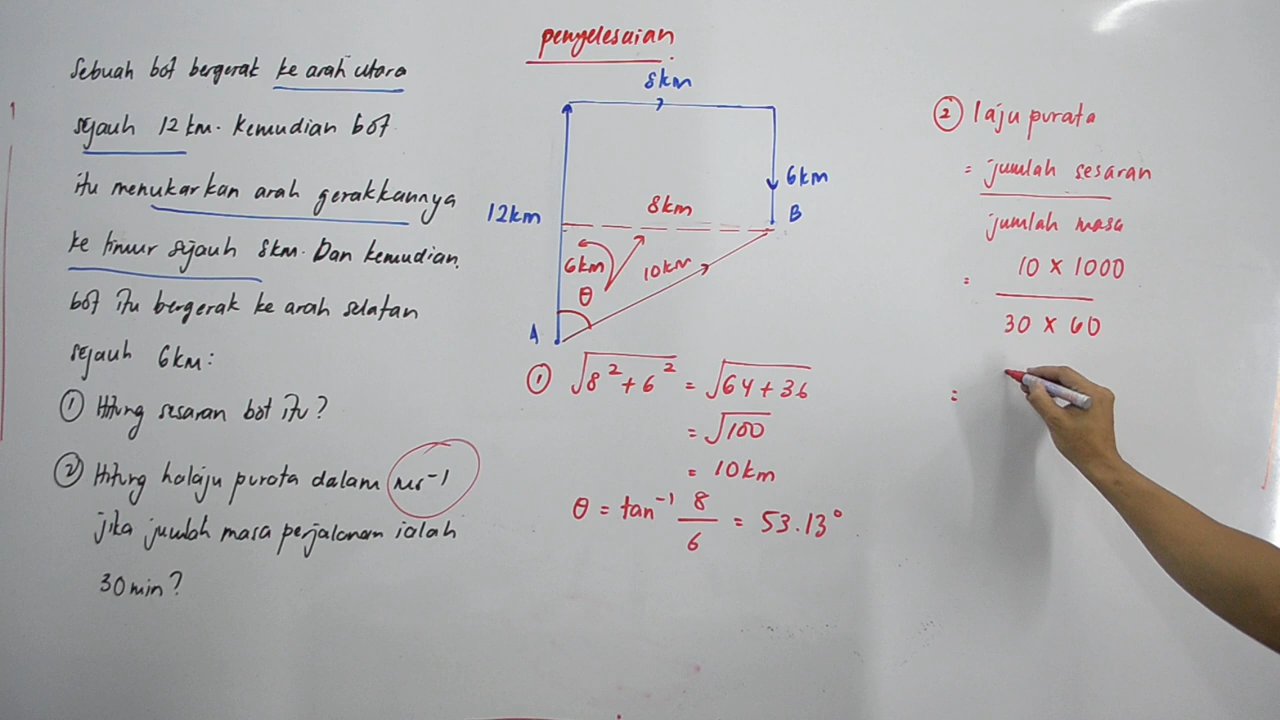 Sebuah bot bergerak ke arah utara
sejauh 12 km. Kemudian bot
itu menukarkan arah gerakkannya
ke timur sejauh 8km. Dan kemudian.
bot itu bergerak ke arah selatan
sejauh 6km:
① Hitung sesaran bot itu?
② Hitung halaju purata dalam ms⁻¹
jika jumlah masa perjalanan ialah
30min?
penyelesaian
8km
6km
B
12km
8km
6km
10km
θ
A
① √8² + 6² = √64 + 36
= √100
= 10km
θ = tan⁻¹ 8/6 = 53.13°
② laju purata
= jumlah sesaran
jumlah masa
= 10 × 1000
30 × 60
=
1